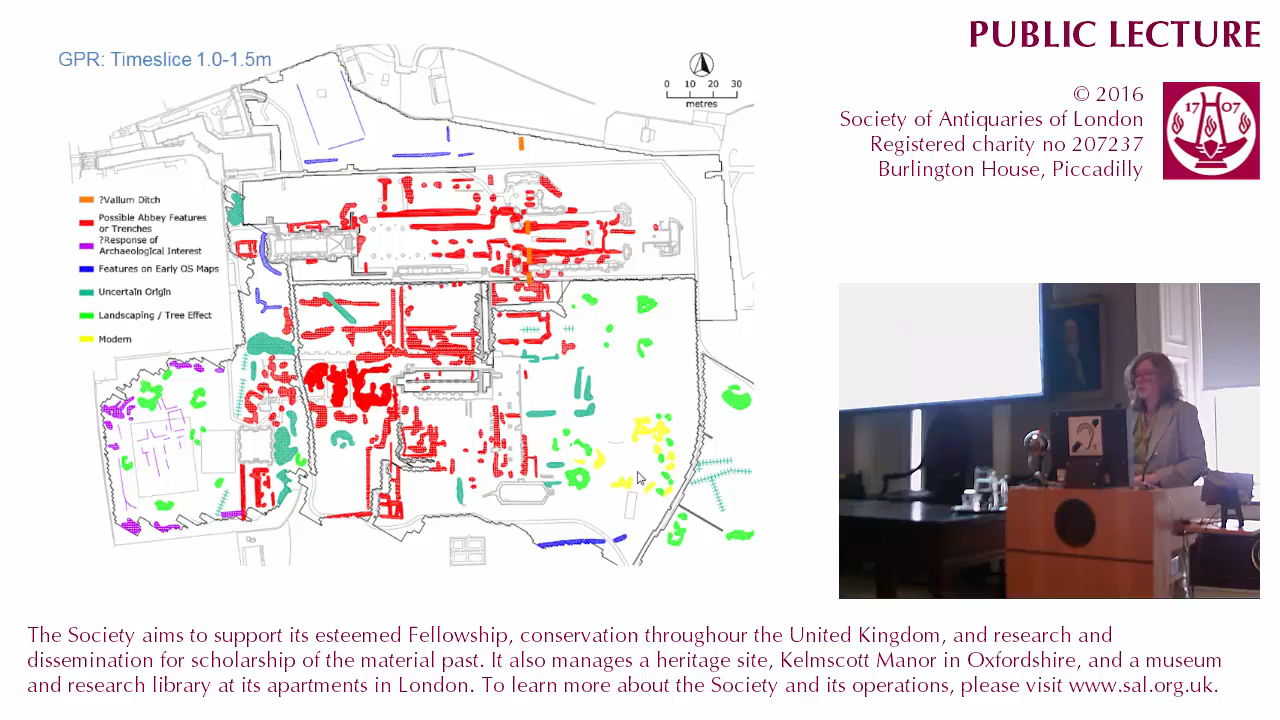 GPR: Timeslice 1.0-1.5m
0 10 20 30
metres
?Vallum Ditch
Possible Abbey Features
or Trenches
?Response of
Archaeological Interest
Features on Early OS Maps
Uncertain Origin
Landscaping / Tree Effect
Modern
PUBLIC LECTURE
© 2016
Society of Antiquaries of London
Registered charity no 207237
Burlington House, Piccadilly
17 07
The Society aims to support its esteemed Fellowship, conservation throughour the United Kingdom, and research and
dissemination for scholarship of the material past. It also manages a heritage site, Kelmscott Manor in Oxfordshire, and a museum
and research library at its apartments in London. To learn more about the Society and its operations, please visit www.sal.org.uk.